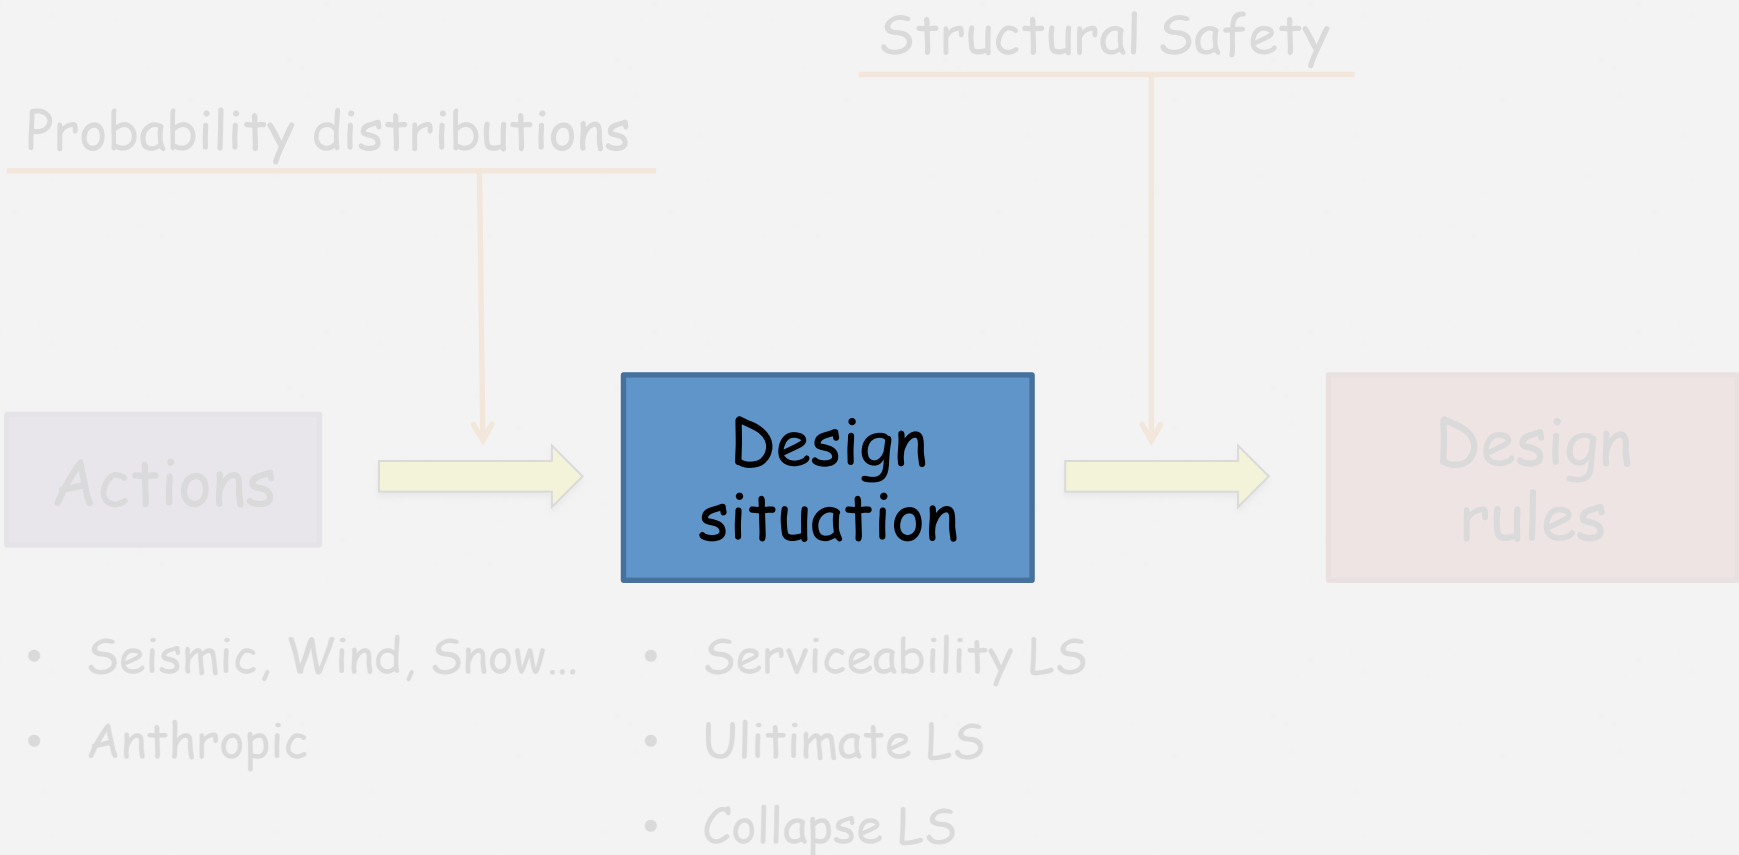 Structural Safety
Probability distributions
Actions
Design
situation
Design
rules
• Seismic, Wind, Snow...
• Anthropic
• Serviceability LS
• Ulitimate LS
• Collapse LS